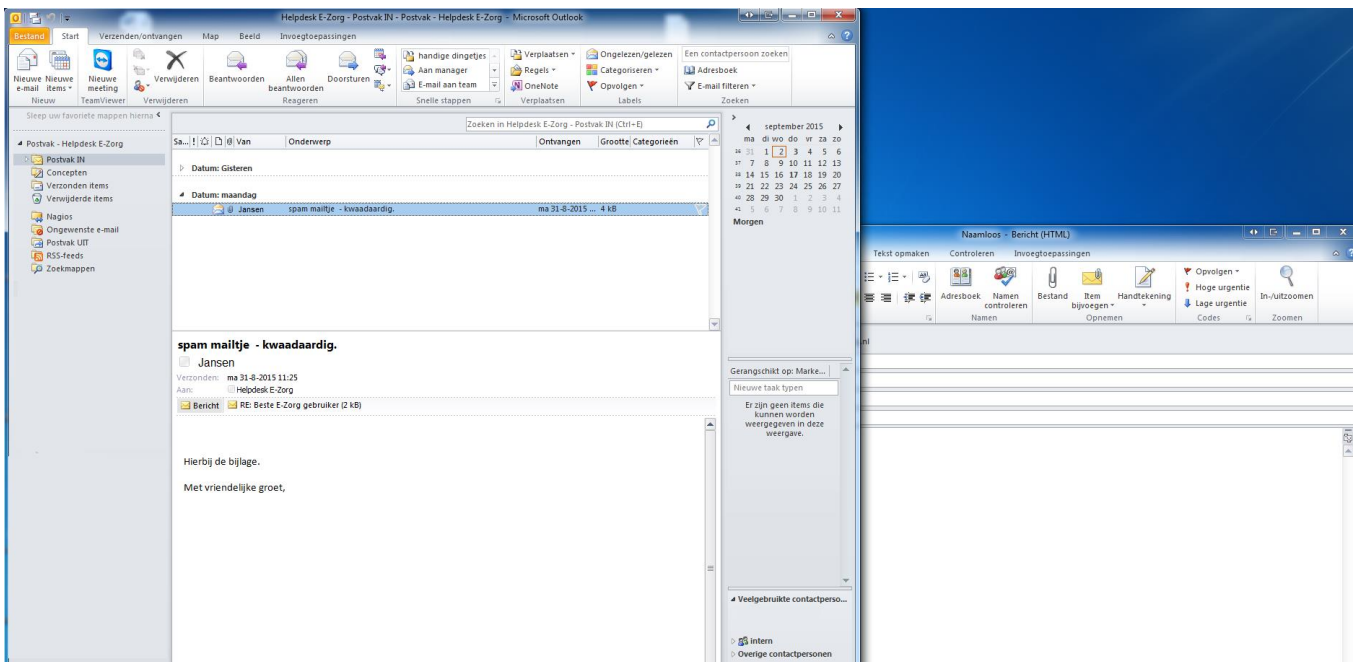 Helpdesk E-Zorg - Postvak IN - Postvak - Helpdesk E-Zorg - Microsoft Outlook
Bestand Start Verzenden/ontvangen Map Beeld Invoegtoepassingen
Nieuwe e-mail
Nieuwe items
Nieuw
Nieuwe meeting
TeamViewer
Verwijderen
Verwijderen
Beantwoorden
Allen beantwoorden
Doorsturen
Reageren
handige dingetjes
Aan manager
E-mail aan team
Snelle stappen
Verplaatsen
Regels
OneNote
Verplaatsen
Ongelezen/gelezen
Categoriseren
Opvolgen
Labels
Een contactpersoon zoeken
Adresboek
E-mail filteren
Zoeken
Sleep uw favoriete mappen hierna
Postvak - Helpdesk E-Zorg
Postvak IN
Concepten
Verzonden items
Verwijderde items
Nagios
Ongewenste e-mail
Postvak UIT
RSS-feeds
Zoekmappen
Zoeken in Helpdesk E-Zorg - Postvak IN (Ctrl+E)
Sa... ! Van Onderwerp Ontvangen Grootte Categorieën
Datum: Gisteren
Datum: maandag
Jansen spam mailtje - kwaadaardig. ma 31-8-2015 ... 4 kB
spam mailtje - kwaadaardig.
Jansen
Verzonden: ma 31-8-2015 11:25
Aan: Helpdesk E-Zorg
Bericht RE: Beste E-Zorg gebruiker (2 kB)
Hierbij de bijlage.
Met vriendelijke groet,
september 2015
ma di wo do vr za zo
36 31 1 2 3 4 5 6
37 7 8 9 10 11 12 13
38 14 15 16 17 18 19 20
39 21 22 23 24 25 26 27
40 28 29 30 1 2 3 4
41 5 6 7 8 9 10 11
Morgen
Gerangschikt op: Marke...
Nieuwe taak typen
Er zijn geen items die
kunnen worden
weergegeven in deze
weergave.
Veelgebruikte contactperso...
intern
Overige contactpersonen
Naamloos - Bericht (HTML)
Tekst opmaken Controleren Invoegtoepassingen
Adresboek
Namen controleren
Namen
Bestand
Item bijvoegen
Handtekening
Opnemen
Opvolgen
Hoge urgentie
Lage urgentie
Codes
In-/uitzoomen
Zoomen
.nl